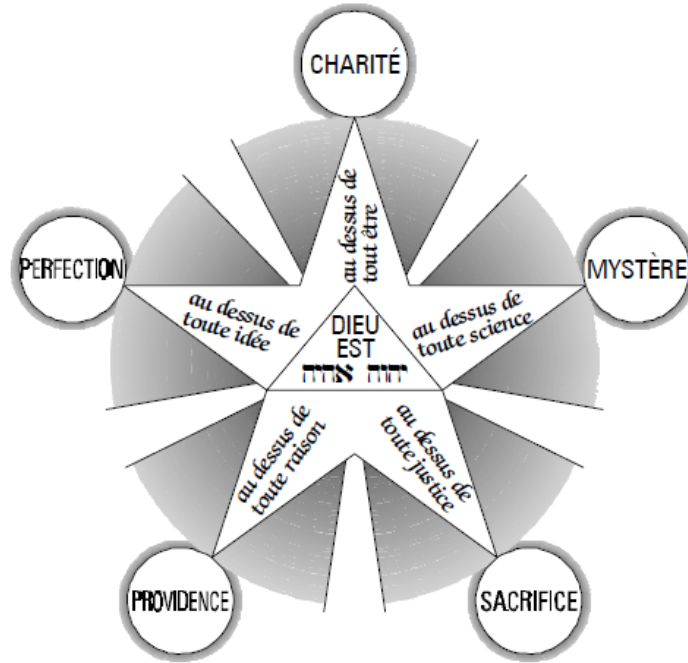 CHARITÉ
PERFECTION
MYSTÈRE
au dessus de
tout être
au dessus de
toute idée
au dessus de
toute science
DIEU
EST
יהוה אהיה
au dessus de
toute raison
au dessus de
toute justice
PROVIDENCE
SACRIFICE